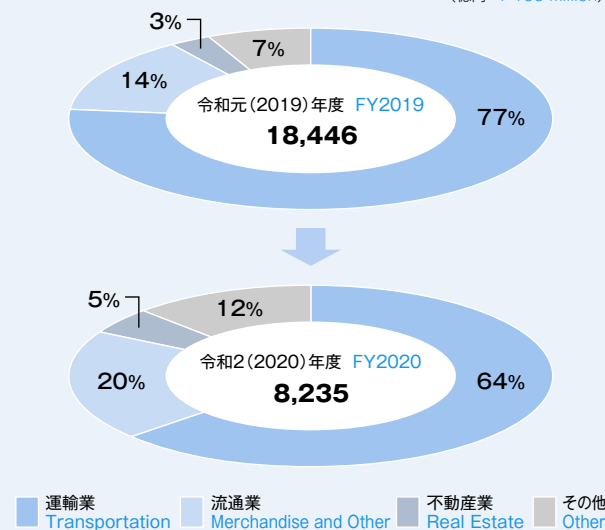 3%
7%
14%
令和元(2019)年度 FY2019
18,446
77%
5%
12%
令和2(2020)年度 FY2020
8,235
20%
64%
運輸業
Transportation
流通業
Merchandise and Other
不動産業
Real Estate
その他
Other